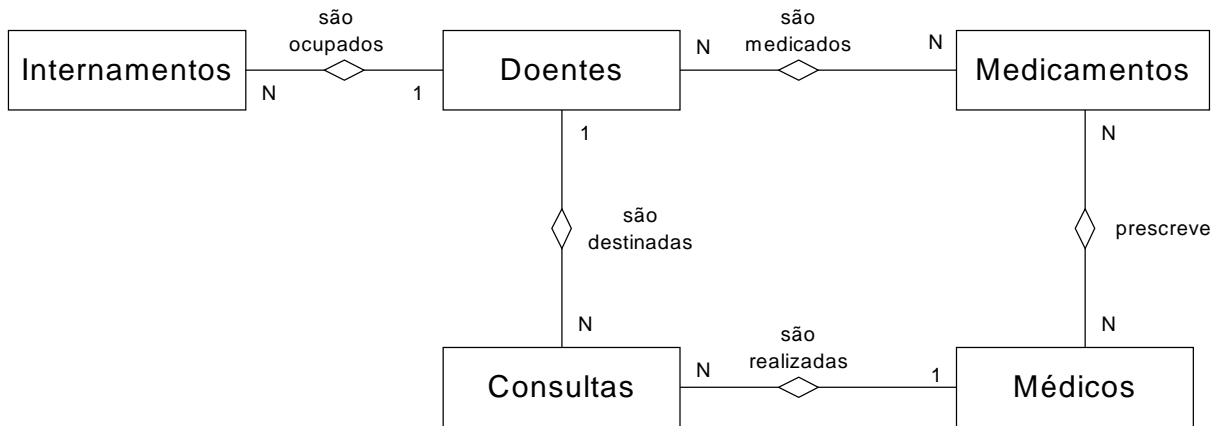 são
ocupados
Internamentos
N
1
Doentes
N
são
medicados
N
Medicamentos
1
são
destinadas
N
N
prescreve
N
Consultas
N
são
realizadas
1
Médicos